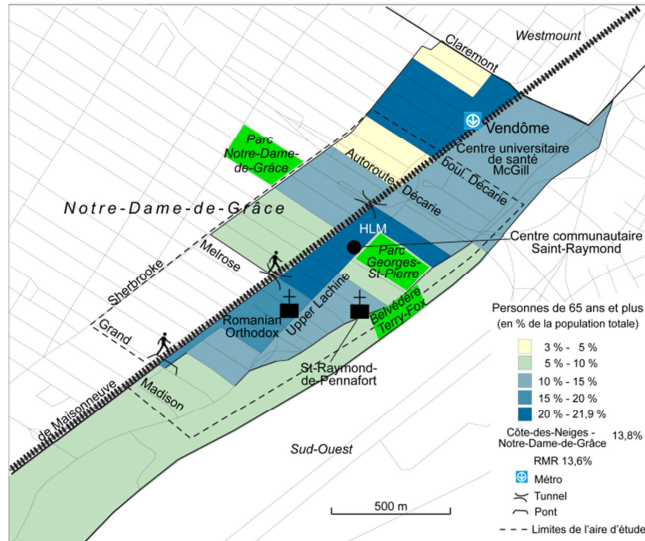 Claremont
Westmount
Vendôme
Centre universitaire
de santé
McGill
Parc
Notre-Dame-
de-Grâce
Autoroute
Décarie
boul. Décarie
Notre-Dame-de-Grâce
HLM
Centre communautaire
Saint-Raymond
Parc
Georges-
St-Pierre
Sherbrooke
Melrose
Upper Lachine
Belvédère
Terry-Fox
Romanian
Orthodox
Grand
St-Raymond-
de-Pennafort
Madison
de Maisonneuve
Sud-Ouest
500 m
Personnes de 65 ans et plus
(en % de la population totale)
3 % - 5 %
5 % - 10 %
10 % - 15 %
15 % - 20 %
20 % - 21,9 %
Côte-des-Neiges -
Notre-Dame-de-Grâce 13,8%
RMR 13,6%
Métro
Tunnel
Pont
Limites de l'aire d'étude